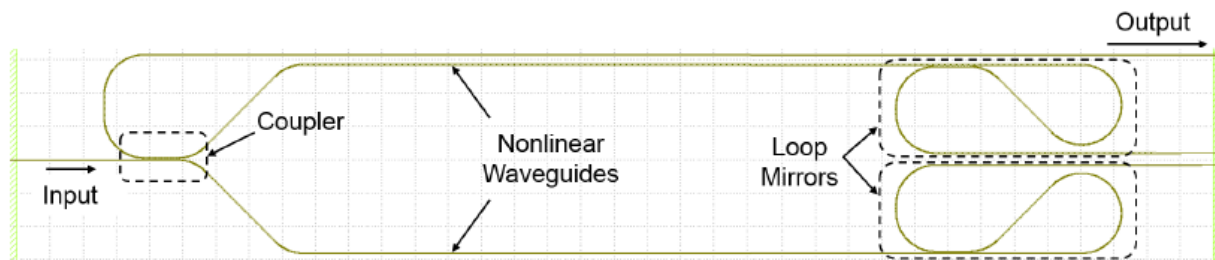 Output
Coupler
Input
Nonlinear
Waveguides
Loop
Mirrors